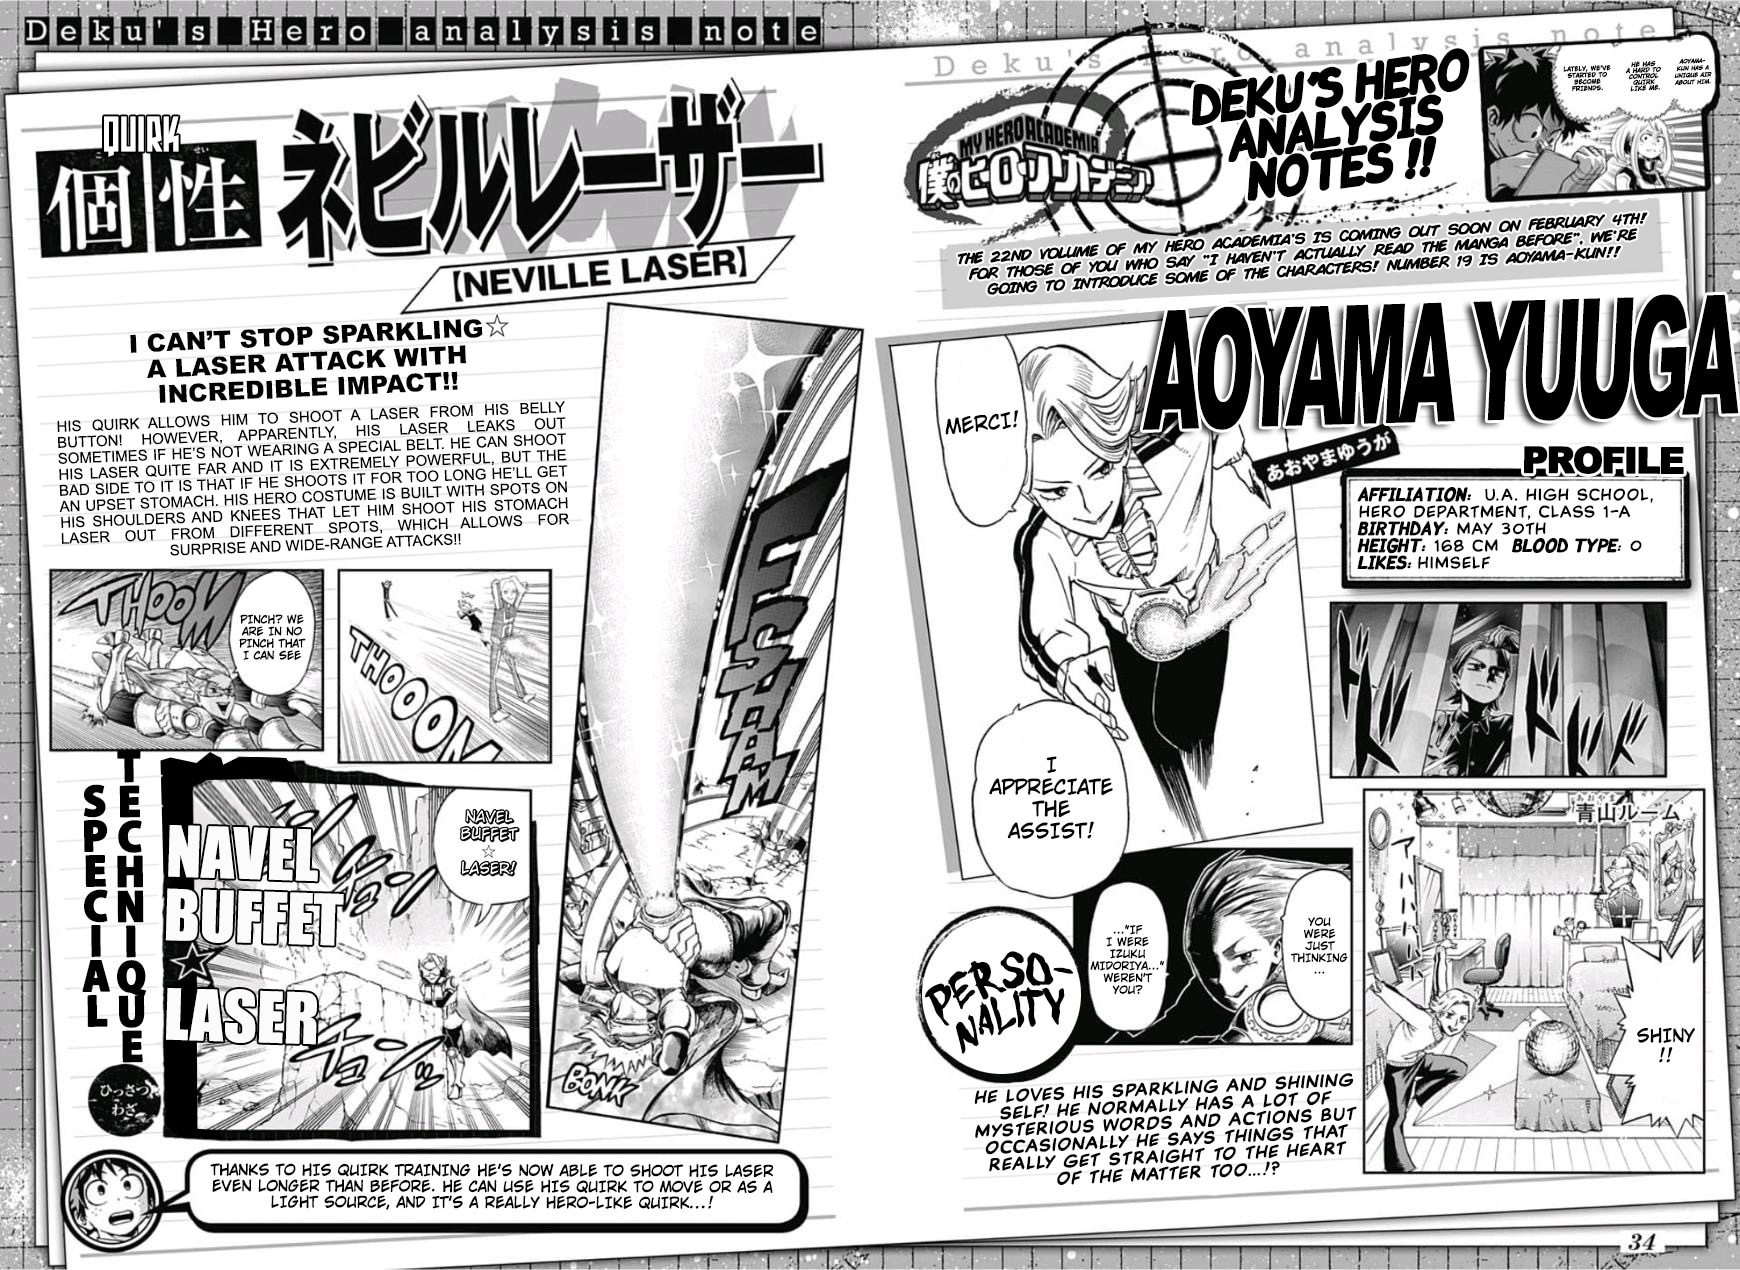 Deku's Hero analysis note
Deku's Hero analysis note
MY HERO ACADEMIA
僕のヒーローアカデミア
DEKU'S HERO
ANALYSIS
NOTES !!
AOYAMA-
KUN HAS A
UNIQUE AIR
ABOUT HIM.
HE HAS
A HARD TO
CONTROL
QUIRK
LIKE ME.
LATELY, WE'VE
STARTED TO
BECOME
FRIENDS.
THE 22ND VOLUME OF MY HERO ACADEMIA'S IS COMING OUT SOON ON FEBRUARY 4TH!
FOR THOSE OF YOU WHO SAY "I HAVEN'T ACTUALLY READ THE MANGA BEFORE", WE'RE
GOING TO INTRODUCE SOME OF THE CHARACTERS! NUMBER 19 IS AOYAMA-KUN!!
AOYAMA YUUGA
あおやまゆうが
PROFILE
AFFILIATION: U.A. HIGH SCHOOL,
HERO DEPARTMENT, CLASS 1-A
BIRTHDAY: MAY 30TH
HEIGHT: 168 CM BLOOD TYPE: O
LIKES: HIMSELF
MERCI!
I
APPRECIATE
THE
ASSIST!
ドドドド
あおやま
青山ルーム
SHINY
!!
YOU
WERE
JUST
THINKING
...
..."IF
I WERE
IZUKU
MIDORIYA..."
WEREN'T
YOU?
PERSO-
NALITY
HE LOVES HIS SPARKLING AND SHINING
SELF! HE NORMALLY HAS A LOT OF
MYSTERIOUS WORDS AND ACTIONS BUT
OCCASIONALLY HE SAYS THINGS THAT
REALLY GET STRAIGHT TO THE HEART
OF THE MATTER TOO...!?
34
QUIRK
個性
ネビルレーザー
【NEVILLE LASER】
I CAN'T STOP SPARKLING☆
A LASER ATTACK WITH
INCREDIBLE IMPACT!!
HIS QUIRK ALLOWS HIM TO SHOOT A LASER FROM HIS BELLY
BUTTON! HOWEVER, APPARENTLY, HIS LASER LEAKS OUT
SOMETIMES IF HE'S NOT WEARING A SPECIAL BELT. HE CAN SHOOT
HIS LASER QUITE FAR AND IT IS EXTREMELY POWERFUL, BUT THE
BAD SIDE TO IT IS THAT IF HE SHOOTS IT FOR TOO LONG HE'LL GET
AN UPSET STOMACH. HIS HERO COSTUME IS BUILT WITH SPOTS ON
HIS SHOULDERS AND KNEES THAT LET HIM SHOOT HIS STOMACH
LASER OUT FROM DIFFERENT SPOTS, WHICH ALLOWS FOR
SURPRISE AND WIDE-RANGE ATTACKS!!
THOOM
PINCH? WE
ARE IN NO
PINCH THAT
I CAN SEE
THOOOM
BONK
SPECIAL
TECHNIQUE
ひっさつ
わざ
NAVEL
BUFFET
☆
LASER
NAVEL
BUFFET
☆
LASER!
THANKS TO HIS QUIRK TRAINING HE'S NOW ABLE TO SHOOT HIS LASER
EVEN LONGER THAN BEFORE. HE CAN USE HIS QUIRK TO MOVE OR AS A
LIGHT SOURCE, AND IT'S A REALLY HERO-LIKE QUIRK...!